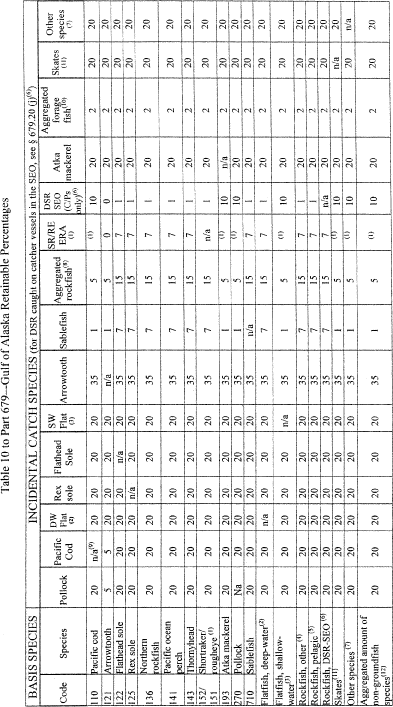 Table 10 to Part 679—Gulf of Alaska Retainable Percentages
BASIS SPECIES INCIDENTAL CATCH SPECIES (for DSR caught on catcher vessels in the SEO, see § 679.20 (j)(6))
Code Species Pollock Pacific Cod DW Flat (2) Rex sole Flathead Sole SW Flat (3) Arrowtooth Sablefish Aggregated rockfish(8) SR/RE ERA (1) DSR SEO (C/Ps only)(6) Atka mackerel Aggregated forage fish(10) Skates (11) Other species (7)
110 Pacific cod 20 n/a(9) 20 20 20 20 35 1 5 (1) 10 20 2 20 20
121 Arrowtooth 5 5 20 20 20 20 n/a 1 5 0 0 20 2 20 20
122 Flathead sole 20 20 20 20 n/a 20 35 7 15 7 1 20 2 20 20
125 Rex sole 20 20 20 n/a 20 20 35 7 15 7 1 20 2 20 20
136 Northern rockfish 20 20 20 20 20 20 35 7 15 7 1 20 2 20 20
141 Pacific ocean perch 20 20 20 20 20 20 35 7 15 7 1 20 2 20 20
143 Thornyhead 20 20 20 20 20 20 35 7 15 7 1 20 2 20 20
152/ 151 Shortraker/ rougheye (1) 20 20 20 20 20 20 35 7 15 n/a 1 20 2 20 20
193 Atka mackerel 20 20 20 20 20 20 35 1 5 (1) 10 n/a 2 20 20
270 Pollock Na 20 20 20 20 20 35 1 5 (1) 10 20 2 20 20
710 Sablefish 20 20 20 20 20 20 35 n/a 15 7 1 20 2 20 20
Flatfish, deep-water(2) 20 20 n/a 20 20 20 35 7 15 7 1 20 2 20 20
Flatfish, shallow-water(3) 20 20 20 20 20 n/a 35 1 5 (1) 10 20 2 20 20
Rockfish, other (4) 20 20 20 20 20 20 35 7 15 7 1 20 2 20 20
Rockfish, pelagic (5) 20 20 20 20 20 20 35 7 15 7 1 20 2 20 20
Rockfish, DSR-SEO (6) 20 20 20 20 20 20 35 7 15 7 n/a 20 2 20 20
Skates(11) 20 20 20 20 20 20 35 1 5 (1) 10 20 2 n/a 20
Other species (7) 20 20 20 20 20 20 35 1 5 (1) 10 20 2 20 n/a
Aggregated amount of non-groundfish species(12) 20 20 20 20 20 20 35 1 5 (1) 10 20 2 20 20